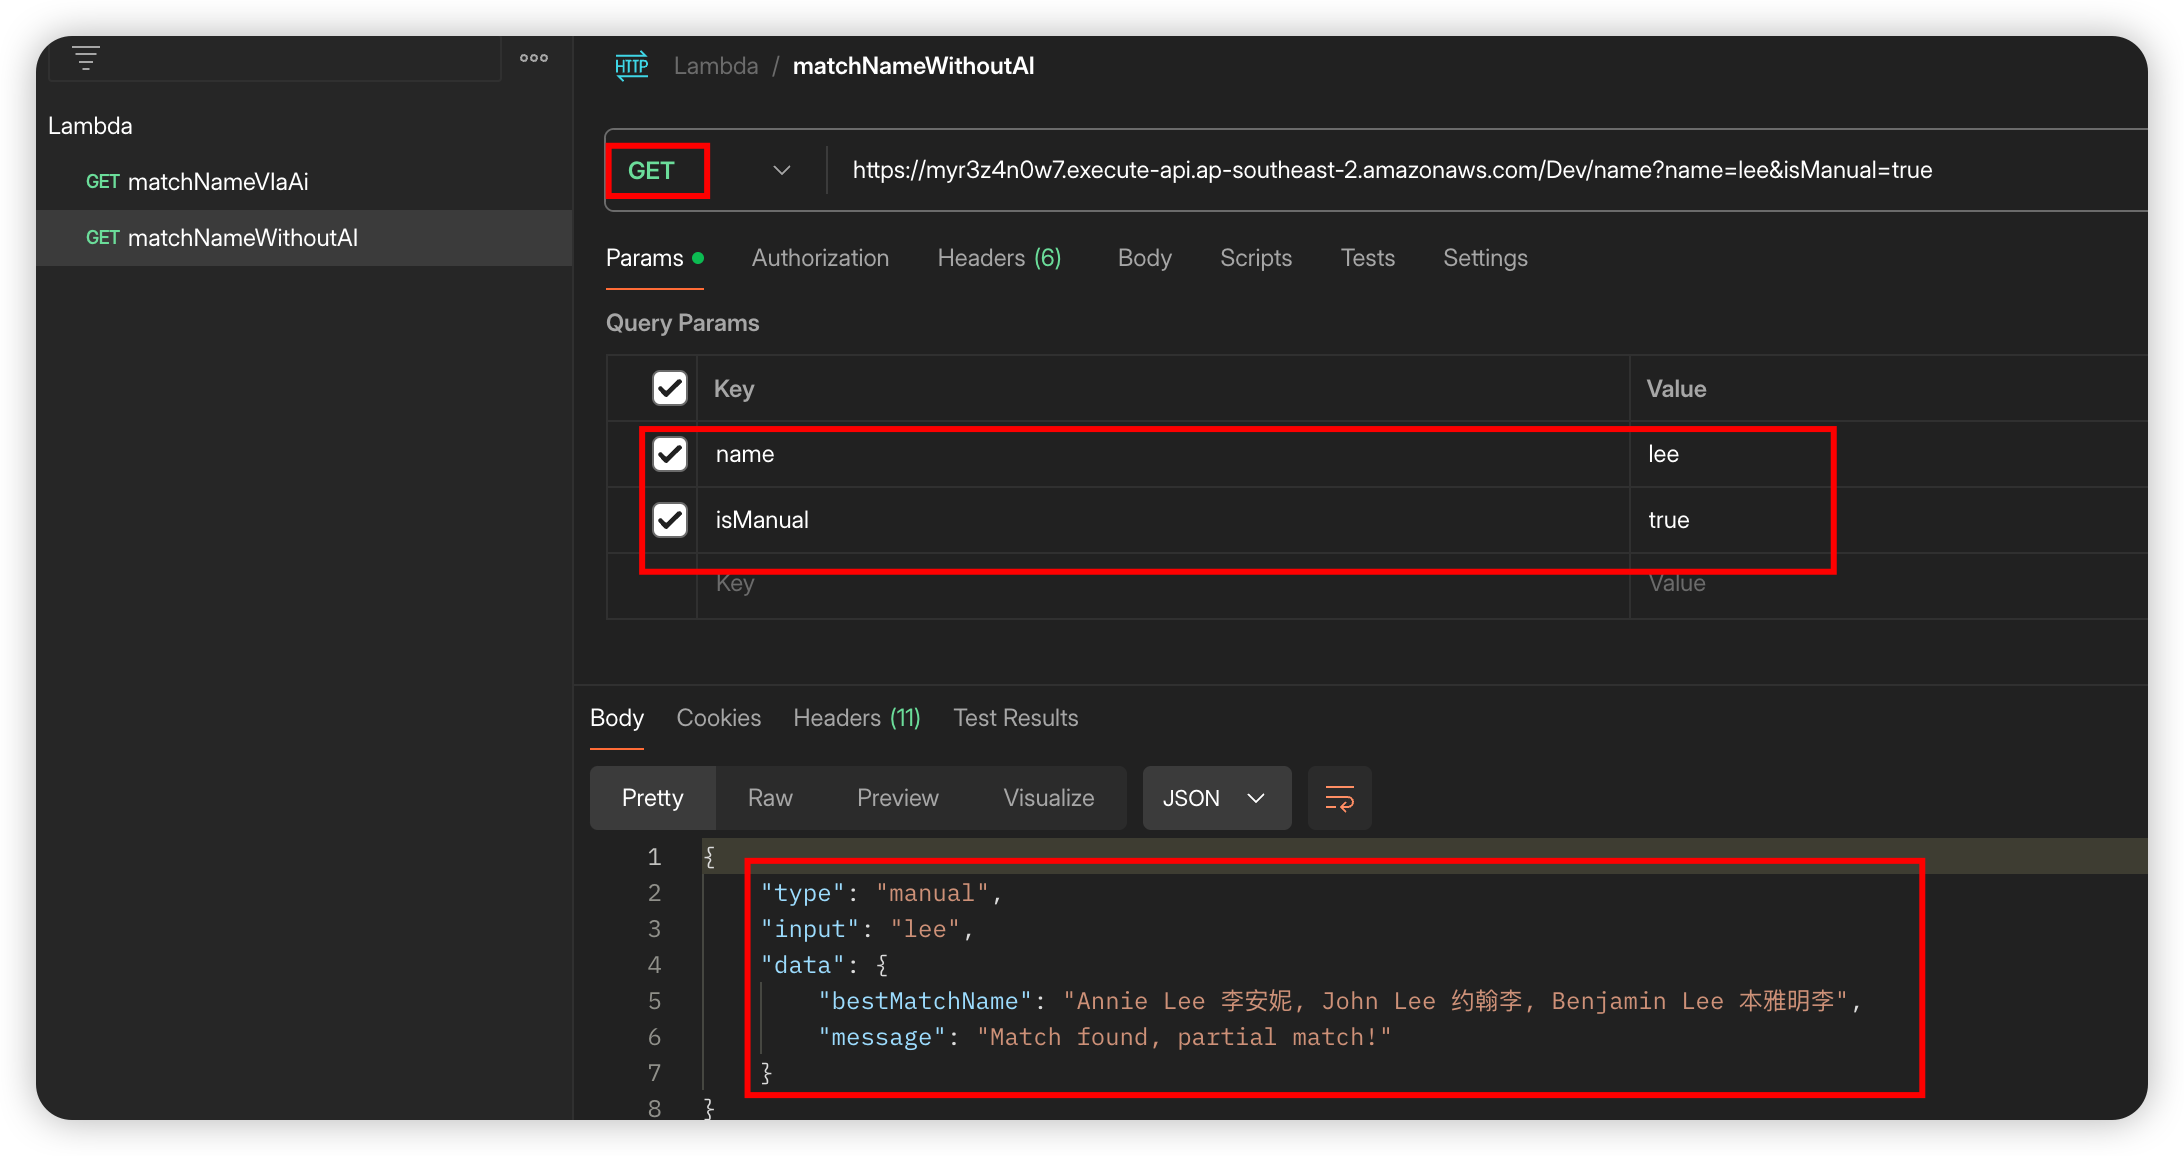 Lambda
GET matchNameVIaAi
GET matchNameWithoutAI
HTTP Lambda / matchNameWithoutAI
GET https://myr3z4n0w7.execute-api.ap-southeast-2.amazonaws.com/Dev/name?name=lee&isManual=true
Params Authorization Headers (6) Body Scripts Tests Settings
Query Params
Key Value
name lee
isManual true
Key Value
Body Cookies Headers (11) Test Results
Pretty Raw Preview Visualize JSON
1 {
2 "type": "manual",
3 "input": "lee",
4 "data": {
5 "bestMatchName": "Annie Lee 李安妮, John Lee 约翰李, Benjamin Lee 本雅明李",
6 "message": "Match found, partial match!"
7 }
8 }